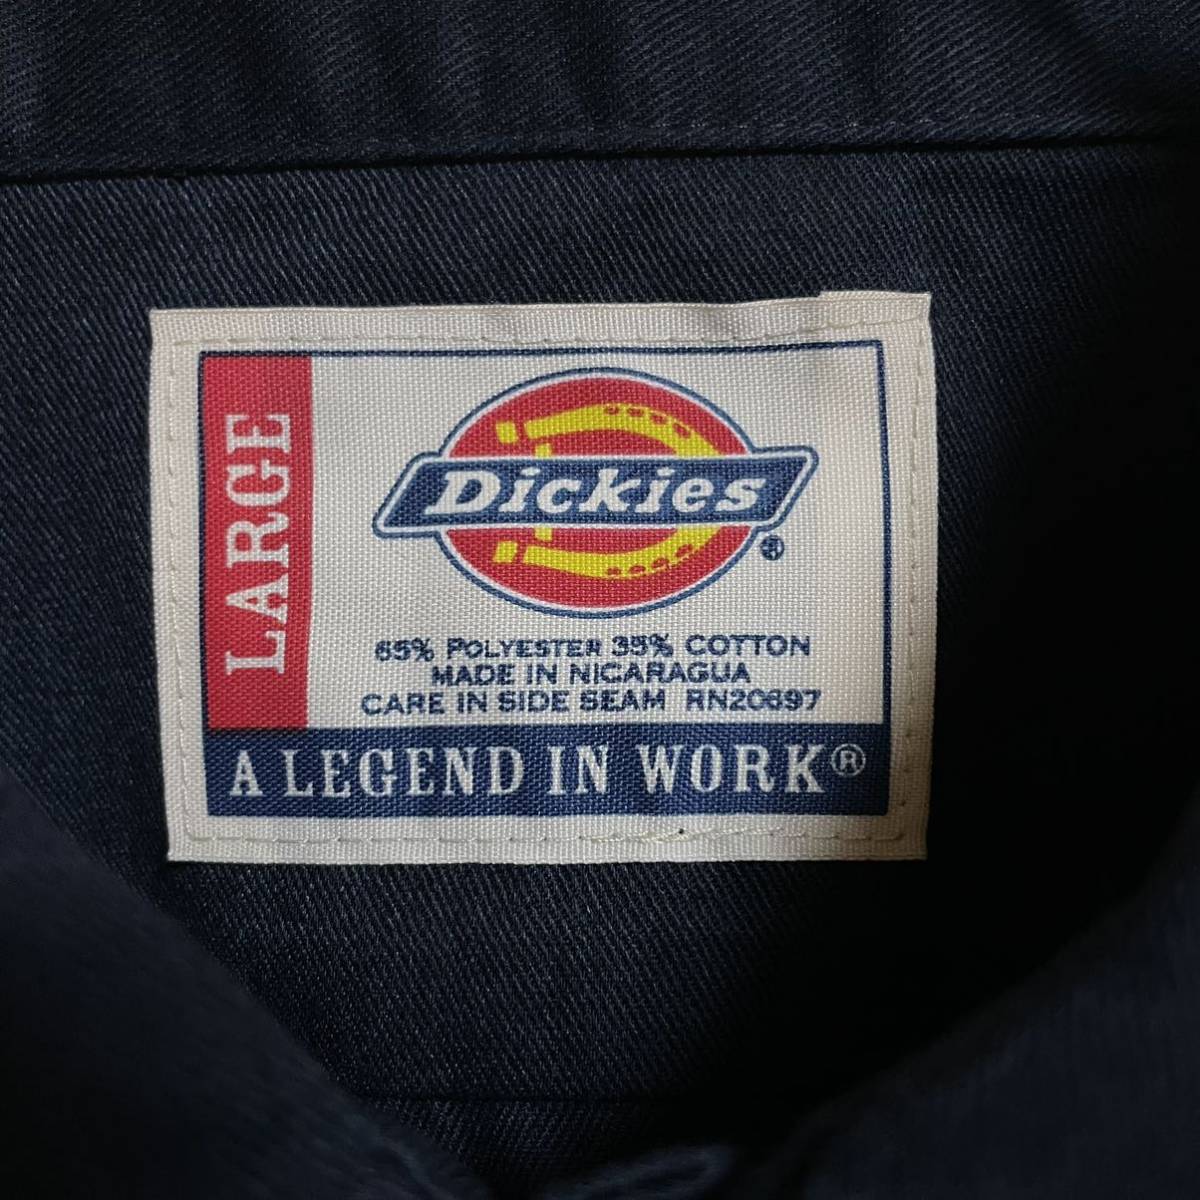 LARGE
Dickies®
65% POLYESTER 35% COTTON
MADE IN NICARAGUA
CARE IN SIDE SEAM RN20697
A LEGEND IN WORK®